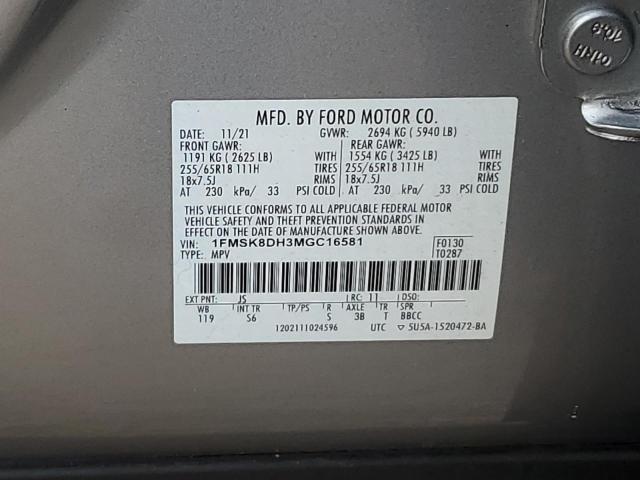 MFD. BY FORD MOTOR CO.
DATE: 11/21 GVWR: 2694 KG ( 5940 LB)
FRONT GAWR: REAR GAWR:
1191 KG ( 2625 LB) WITH 1554 KG ( 3425 LB) WITH
255/65R18 111H TIRES 255/65R18 111H TIRES
18x7.5J RIMS 18x7.5J RIMS
AT 230 kPa/ 33 PSI COLD AT 230 kPa/ 33 PSI COLD
THIS VEHICLE CONFORMS TO ALL APPLICABLE FEDERAL MOTOR
VEHICLE SAFETY AND THEFT PREVENTION STANDARDS IN
EFFECT ON THE DATE OF MANUFACTURE SHOWN ABOVE.
VIN: 1FMSK8DH3MGC16581 F0130
TYPE: MPV T0287
EXT PNT: JS RC: 11 DSO:
WB INT TR TP/PS R AXLE TR SPR
119 S6 S 3B T BBCC
1202111024596 UTC ▽ 5U5A-1520472-BA